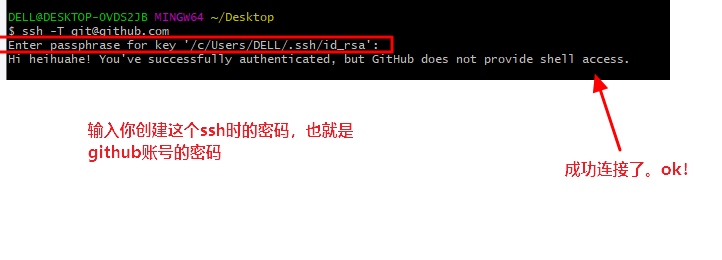 DELL@DESKTOP-OVDS2JB MINGW64 ~/Desktop
$ ssh -T git@github.com
Enter passphrase for key '/c/Users/DELL/.ssh/id_rsa':
Hi heihuahe! You've successfully authenticated, but GitHub does not provide shell access.
输入你创建这个ssh时的密码，也就是
github账号的密码
成功连接了。ok!